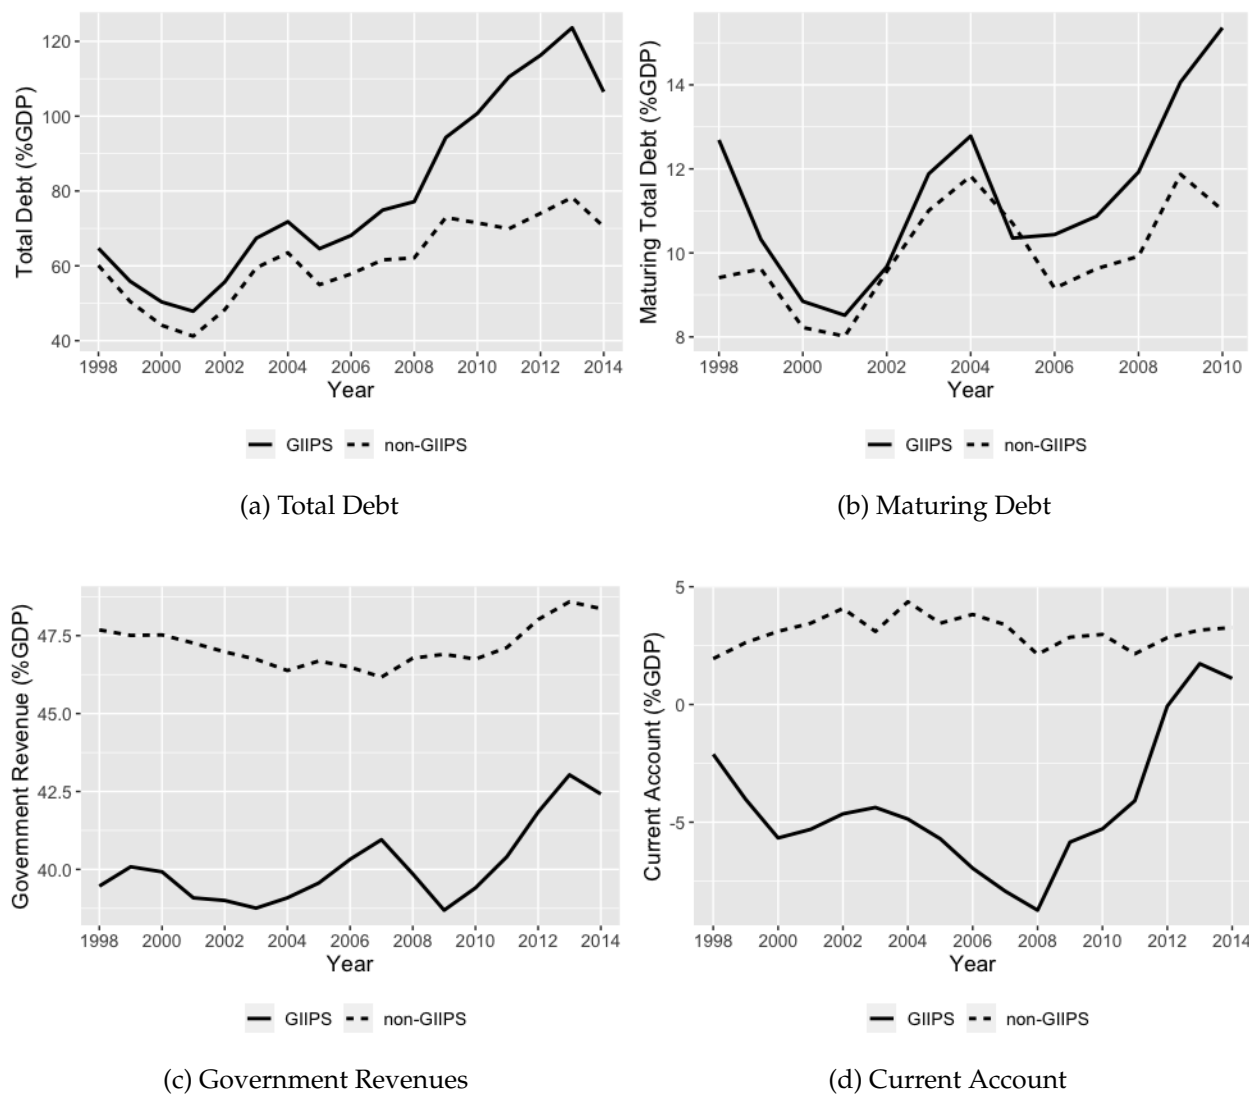 Total Debt (%GDP)
120
100
80
60
40
1998 2000 2002 2004 2006 2008 2010 2012 2014
Year
GIIPS non-GIIPS
(a) Total Debt
Maturing Total Debt (%GDP)
14
12
10
8
1998 2000 2002 2004 2006 2008 2010
Year
GIIPS non-GIIPS
(b) Maturing Debt
Government Revenue (%GDP)
47.5
45.0
42.5
40.0
1998 2000 2002 2004 2006 2008 2010 2012 2014
Year
GIIPS non-GIIPS
(c) Government Revenues
Current Account (%GDP)
5
0
-5
1998 2000 2002 2004 2006 2008 2010 2012 2014
Year
GIIPS non-GIIPS
(d) Current Account